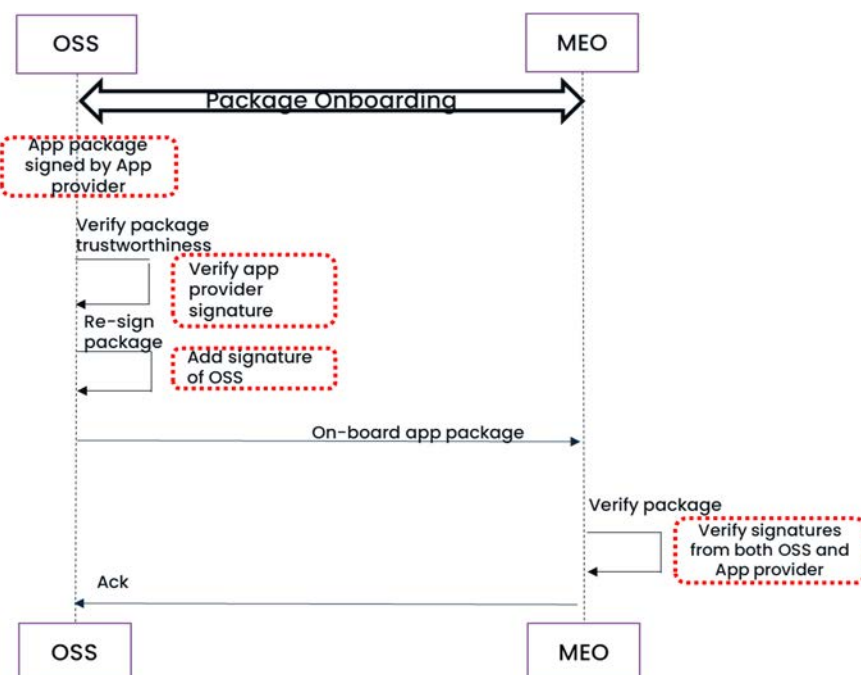 OSS
MEO
Package Onboarding
App package
signed by App
provider
Verify package
trustworthiness
Verify app
provider
signature
Re-sign
package
Add signature
of OSS
On-board app package
Verify package
Verify signatures
from both OSS and
App provider
Ack
OSS
MEO